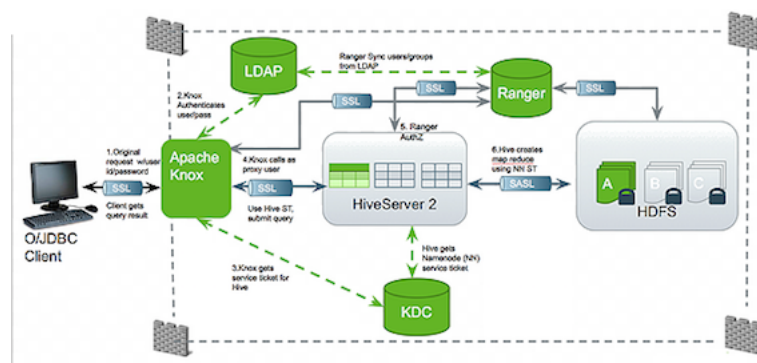 LDAP
Ranger Sync users/groups
from LDAP
Ranger
SSL
SSL
SSL
2.Knox
Authenticates
user/pass
5. Ranger
AuthZ
1.Original
request w/user
id/password
SSL
Client gets
query result
O/JDBC
Client
Apache
Knox
4.Knox calls as
proxy user
SSL
Use Hive ST,
submit query
HiveServer 2
6.Hive creates
map reduce
using NN ST
SASL
A
B
C
HDFS
3.Knox gets
service ticket for
Hive
Hive gets
Namenode (NN)
service ticket
KDC